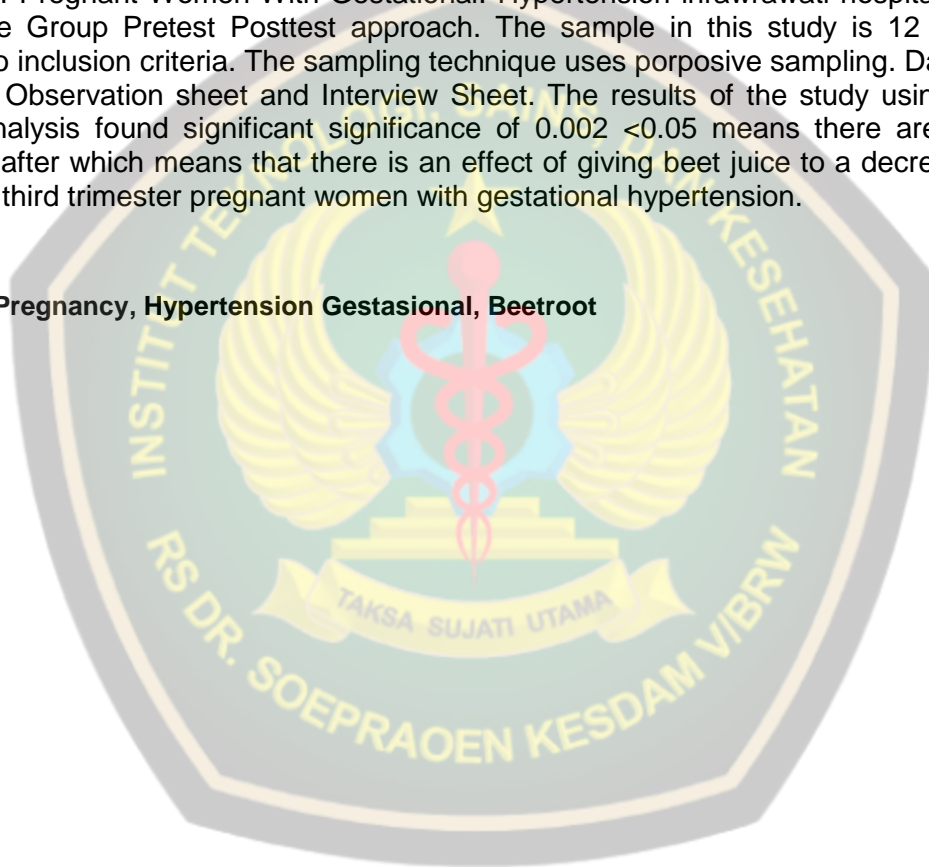 f Pregnant Women With Gestational. Hypertension inrawrawati hospita
e Group Pretest Posttest approach. The sample in this study is 12
o inclusion criteria. The sampling technique uses porposive sampling. Da
Observation sheet and Interview Sheet. The results of the study usin
nalysis found significant significance of 0.002 <0.05 means there are
after which means that there is an effect of giving beet juice to a decre
third trimester pregnant women with gestational hypertension.
Pregnancy, Hypertension Gestasional, Beetroot
INSTITUT TEKNOLOGI, SAINS, DAN KESEHATAN
TAKSA SUJATI UTAMA
RS DR. SOEPRAOEN KESDAM V/BRW